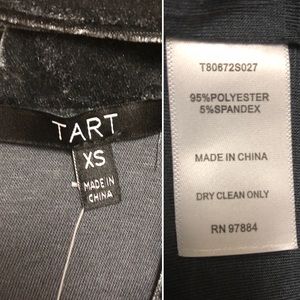 TART
XS
MADE IN
CHINA
T80672S027
95%POLYESTER
5%SPANDEX
MADE IN CHINA
DRY CLEAN ONLY
RN 97884